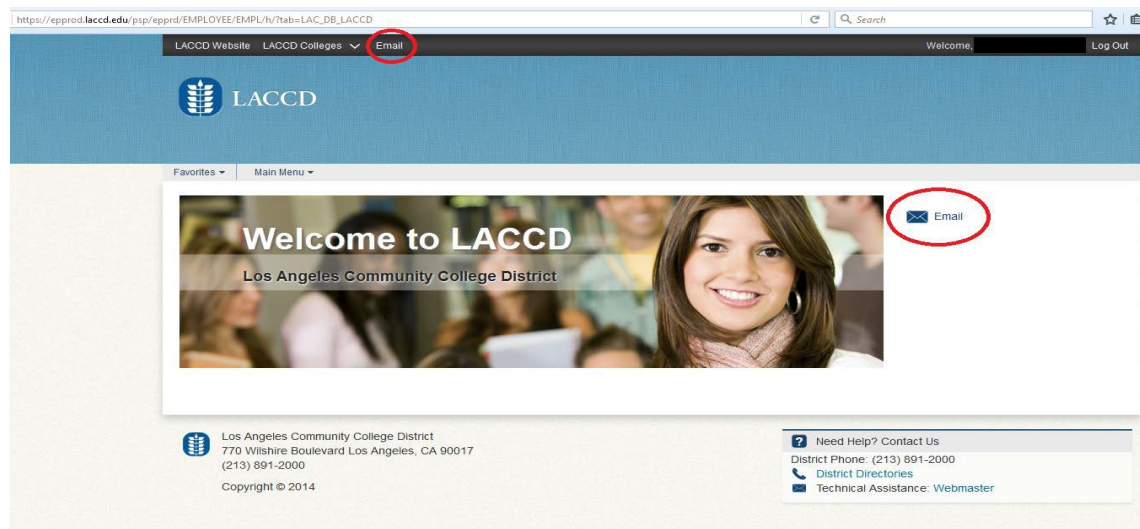 https://epprod.laccd.edu/psp/epprd/EMPLOYEE/EMPL/h/?tab=LAC_DB_LACCD
Search
LACCD Website LACCD Colleges Email
Welcome,
Log Out
LACCD
Favorites Main Menu
Welcome to LACCD
Los Angeles Community College District
Email
Los Angeles Community College District
770 Wilshire Boulevard Los Angeles, CA 90017
(213) 891-2000
Copyright © 2014
? Need Help? Contact Us
District Phone: (213) 891-2000
District Directories
Technical Assistance: Webmaster